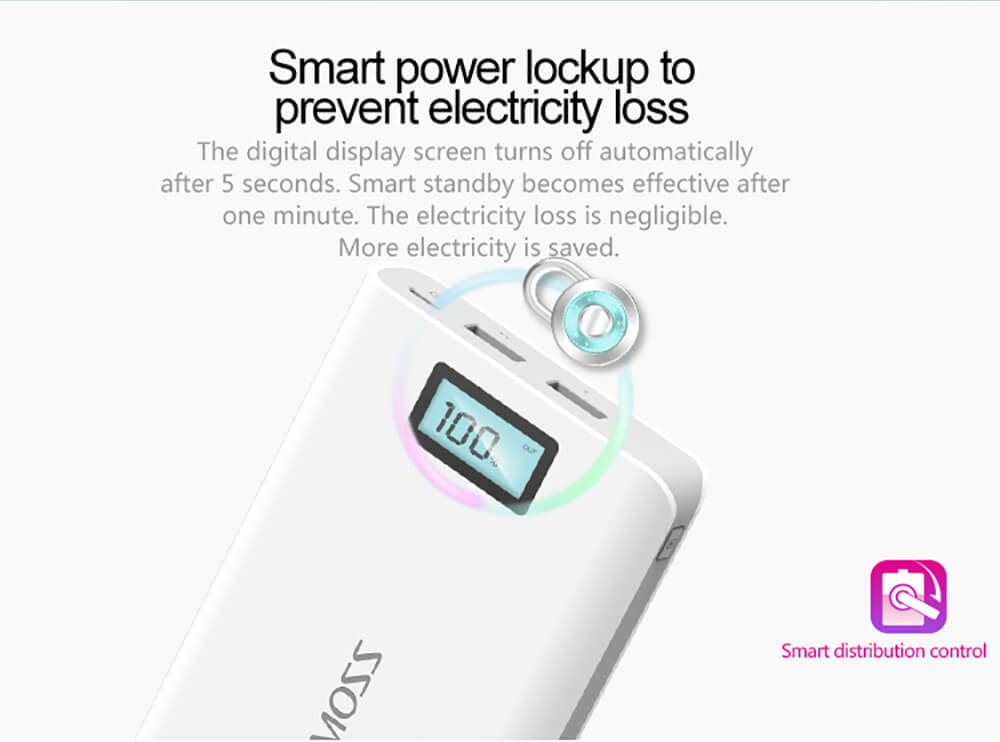 Smart power lockup to
prevent electricity loss
The digital display screen turns off automatically
after 5 seconds. Smart standby becomes effective after
one minute. The electricity loss is negligible.
More electricity is saved.
100%
OUT
Smart distribution control